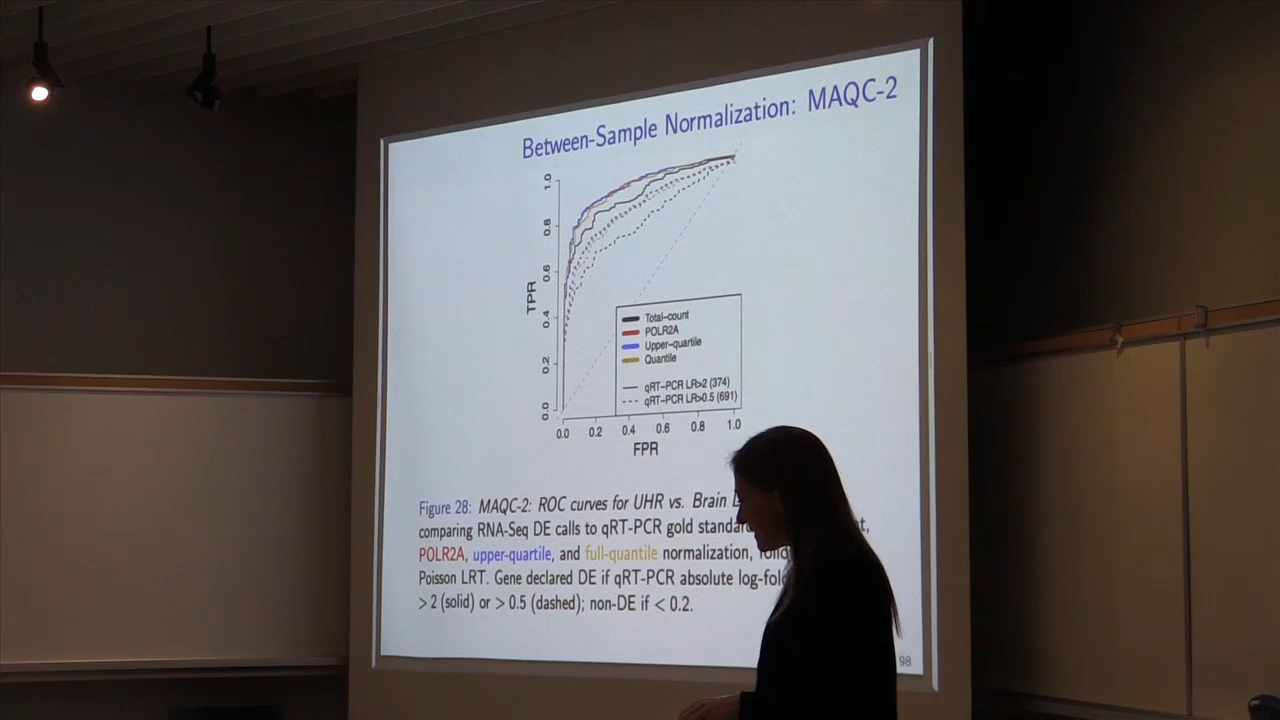 Between-Sample Normalization: MAQC-2
1.0
0.8
0.6
0.4
0.2
0.0
TPR
Total-count
POLR2A
Upper-quartile
Quantile
qRT-PCR LR>2 (374)
qRT-PCR LR>0.5 (691)
0.0 0.2 0.4 0.6 0.8 1.0
FPR
Figure 28: MAQC-2: ROC curves for UHR vs. Brain
comparing RNA-Seq DE calls to qRT-PCR gold
POLR2A, upper-quartile, and full-quantile normalization,
Poisson LRT. Gene declared DE if qRT-PCR absolute
> 2 (solid) or > 0.5 (dashed); non-DE if < 0.2.
98